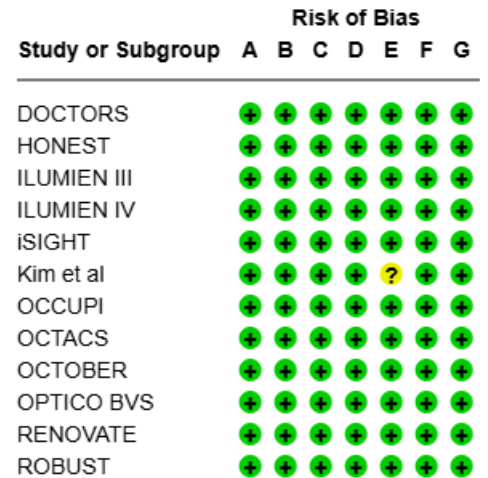 Risk of Bias
Study or Subgroup A B C D E F G
DOCTORS + + + + + + +
HONEST + + + + + + +
ILUMIEN III + + + + + + +
ILUMIEN IV + + + + + + +
iSIGHT + + + + + + +
Kim et al + + + + ? + +
OCCUPI + + + + + + +
OCTACS + + + + + + +
OCTOBER + + + + + + +
OPTICO BVS + + + + + + +
RENOVATE + + + + + + +
ROBUST + + + + + + +